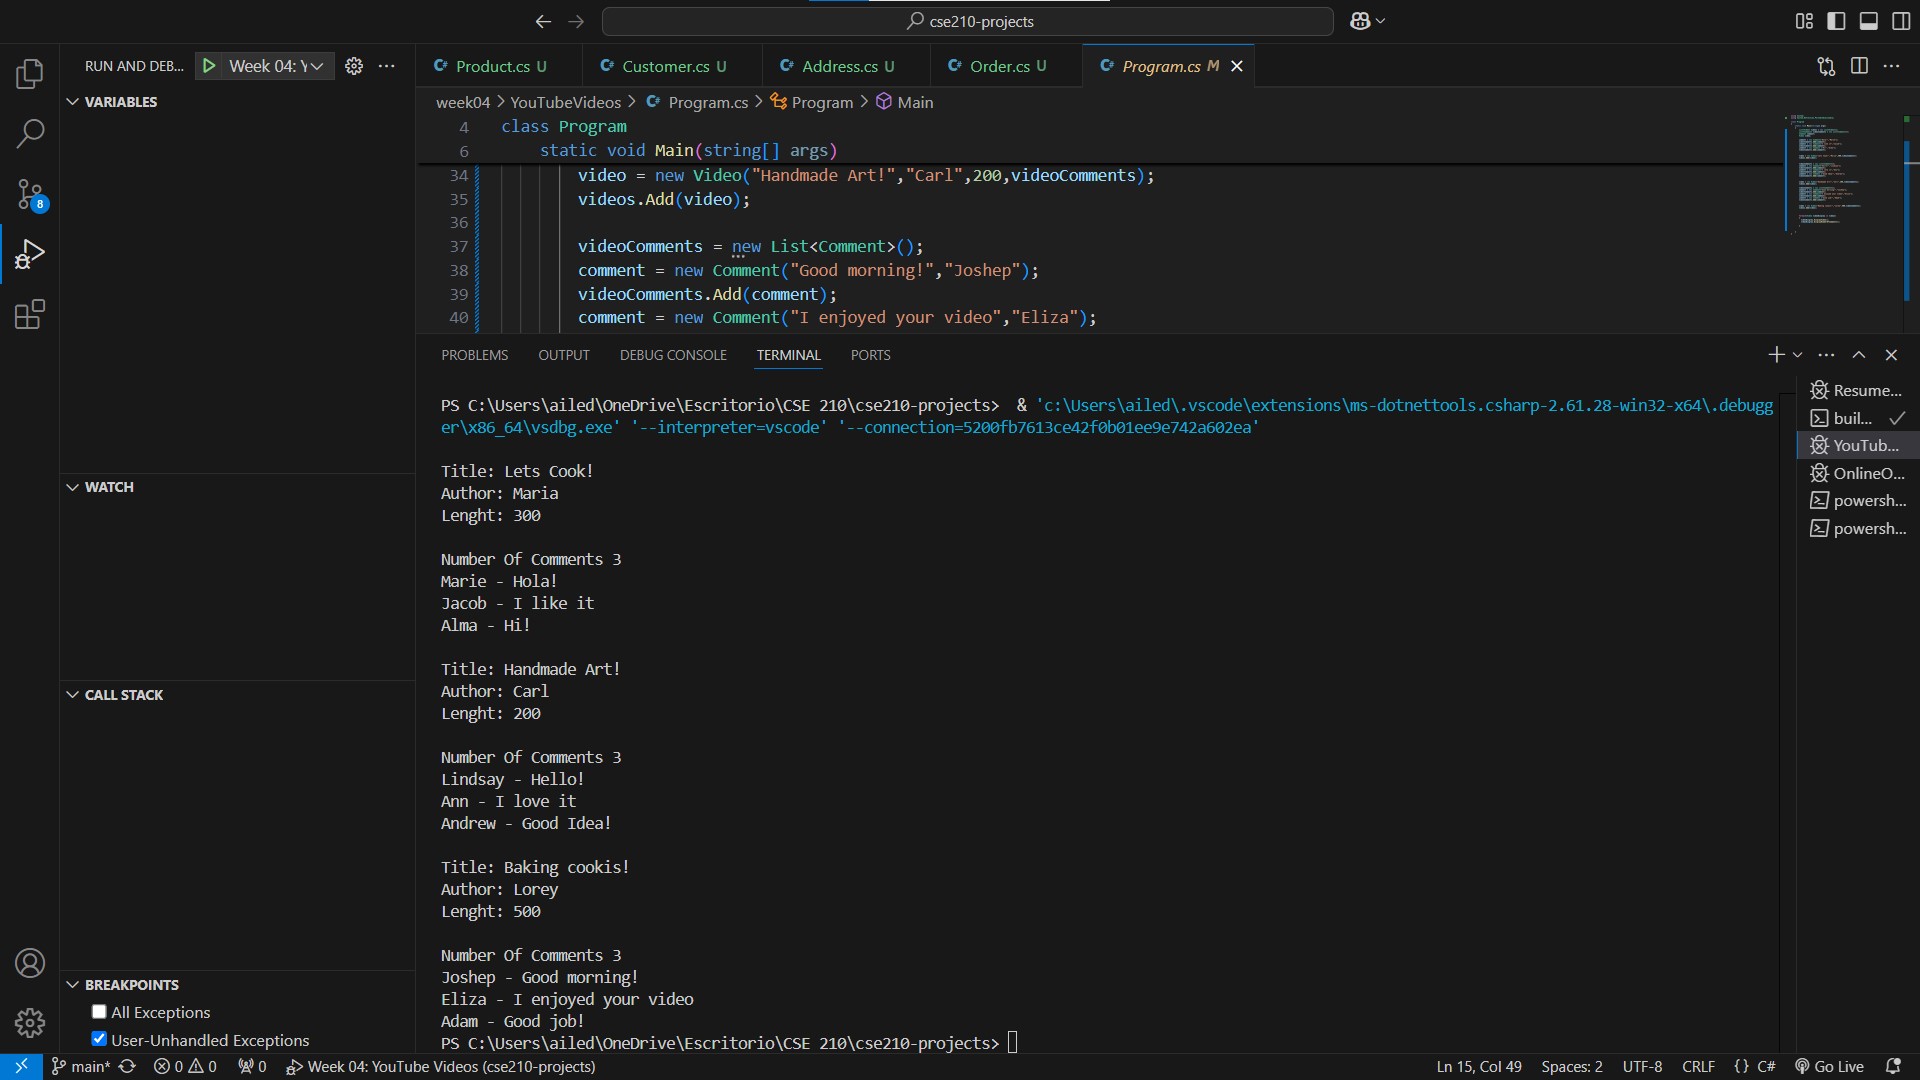 cse210-projects
RUN AND DEB... Week 04: Y
Product.cs U Customer.cs U Address.cs U Order.cs U Program.cs M
VARIABLES
week04 > YouTubeVideos > Program.cs > Program > Main
4 class Program
6 static void Main(string[] args)
34 video = new Video("Handmade Art!","Carl",200,videoComments);
35 videos.Add(video);
36
37 videoComments = new List<Comment>();
38 comment = new Comment("Good morning!","Joshep");
39 videoComments.Add(comment);
40 comment = new Comment("I enjoyed your video","Eliza");
PROBLEMS OUTPUT DEBUG CONSOLE TERMINAL PORTS
PS C:\Users\ailed\OneDrive\Escritorio\CSE 210\cse210-projects>  & 'c:\Users\ailed\.vscode\extensions\ms-dotnettools.csharp-2.61.28-win32-x64\.debugg
er\x86_64\vsdbg.exe' '--interpreter=vscode' '--connection=5200fb7613ce42f0b01ee9e742a602ea'
Title: Lets Cook!
Author: Maria
Lenght: 300
Number Of Comments 3
Marie - Hola!
Jacob - I like it
Alma - Hi!
Title: Handmade Art!
Author: Carl
Lenght: 200
Number Of Comments 3
Lindsay - Hello!
Ann - I love it
Andrew - Good Idea!
Title: Baking cookis!
Author: Lorey
Lenght: 500
Number Of Comments 3
Joshep - Good morning!
Eliza - I enjoyed your video
Adam - Good job!
PS C:\Users\ailed\OneDrive\Escritorio\CSE 210\cse210-projects>
Resume...
buil...
YouTub...
OnlineO...
powersh...
powersh...
8
WATCH
CALL STACK
BREAKPOINTS
All Exceptions
User-Unhandled Exceptions
main* 0 0 0 Week 04: YouTube Videos (cse210-projects) Ln 15, Col 49 Spaces: 2 UTF-8 CRLF {} C# Go Live